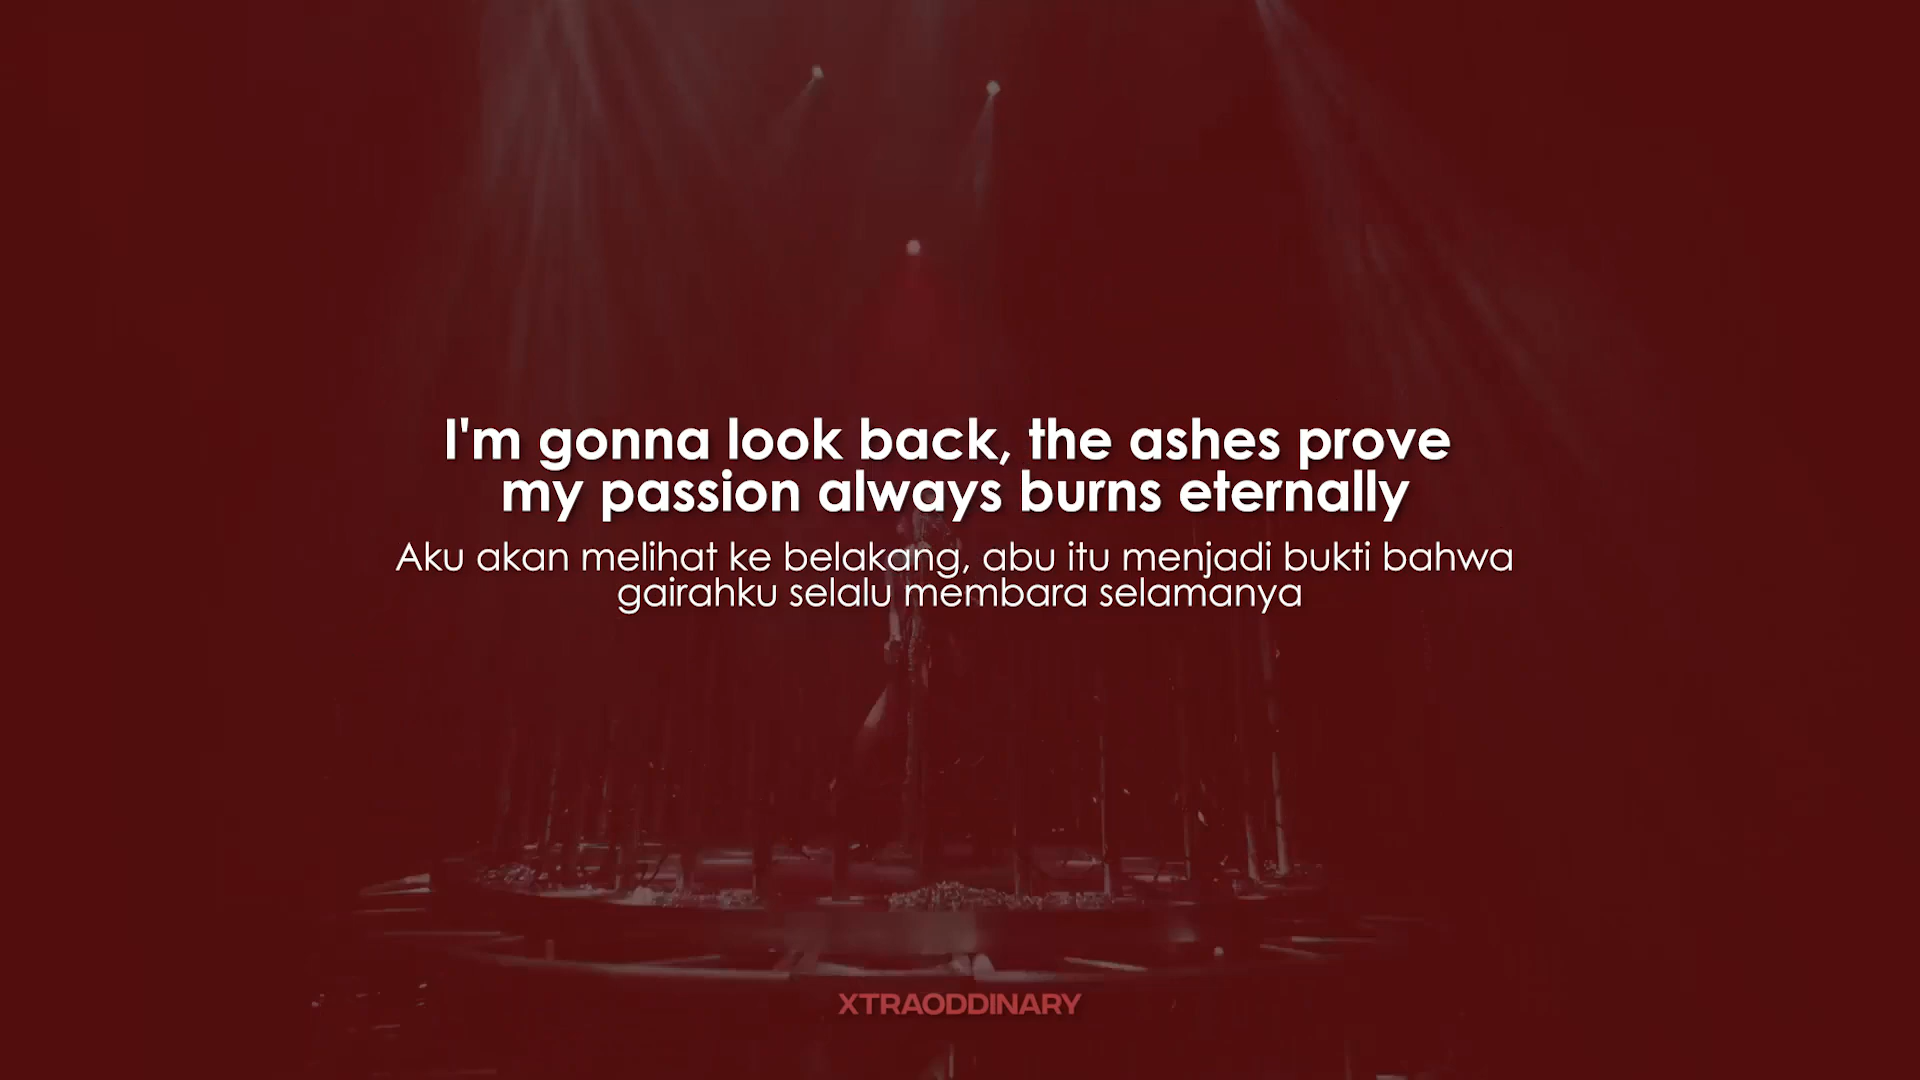 I'm gonna look back, the ashes prove
my passion always burns eternally
Aku akan melihat ke belakang, abu itu menjadi bukti bahwa
gairahku selalu membara selamanya
XTRAODDINARY